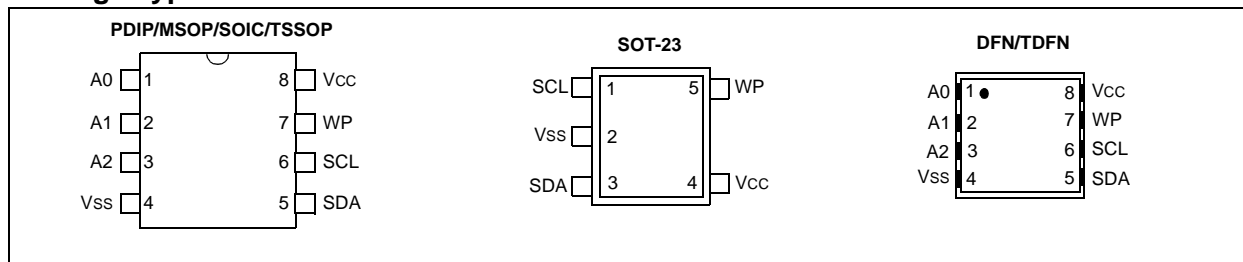 PDIP/MSOP/SOIC/TSSOP
A0 1 8 VCC
A1 2 7 WP
A2 3 6 SCL
VSS 4 5 SDA
SOT-23
SCL 1 5 WP
VSS 2
SDA 3 4 VCC
DFN/TDFN
A0 1 8 VCC
A1 2 7 WP
A2 3 6 SCL
VSS 4 5 SDA